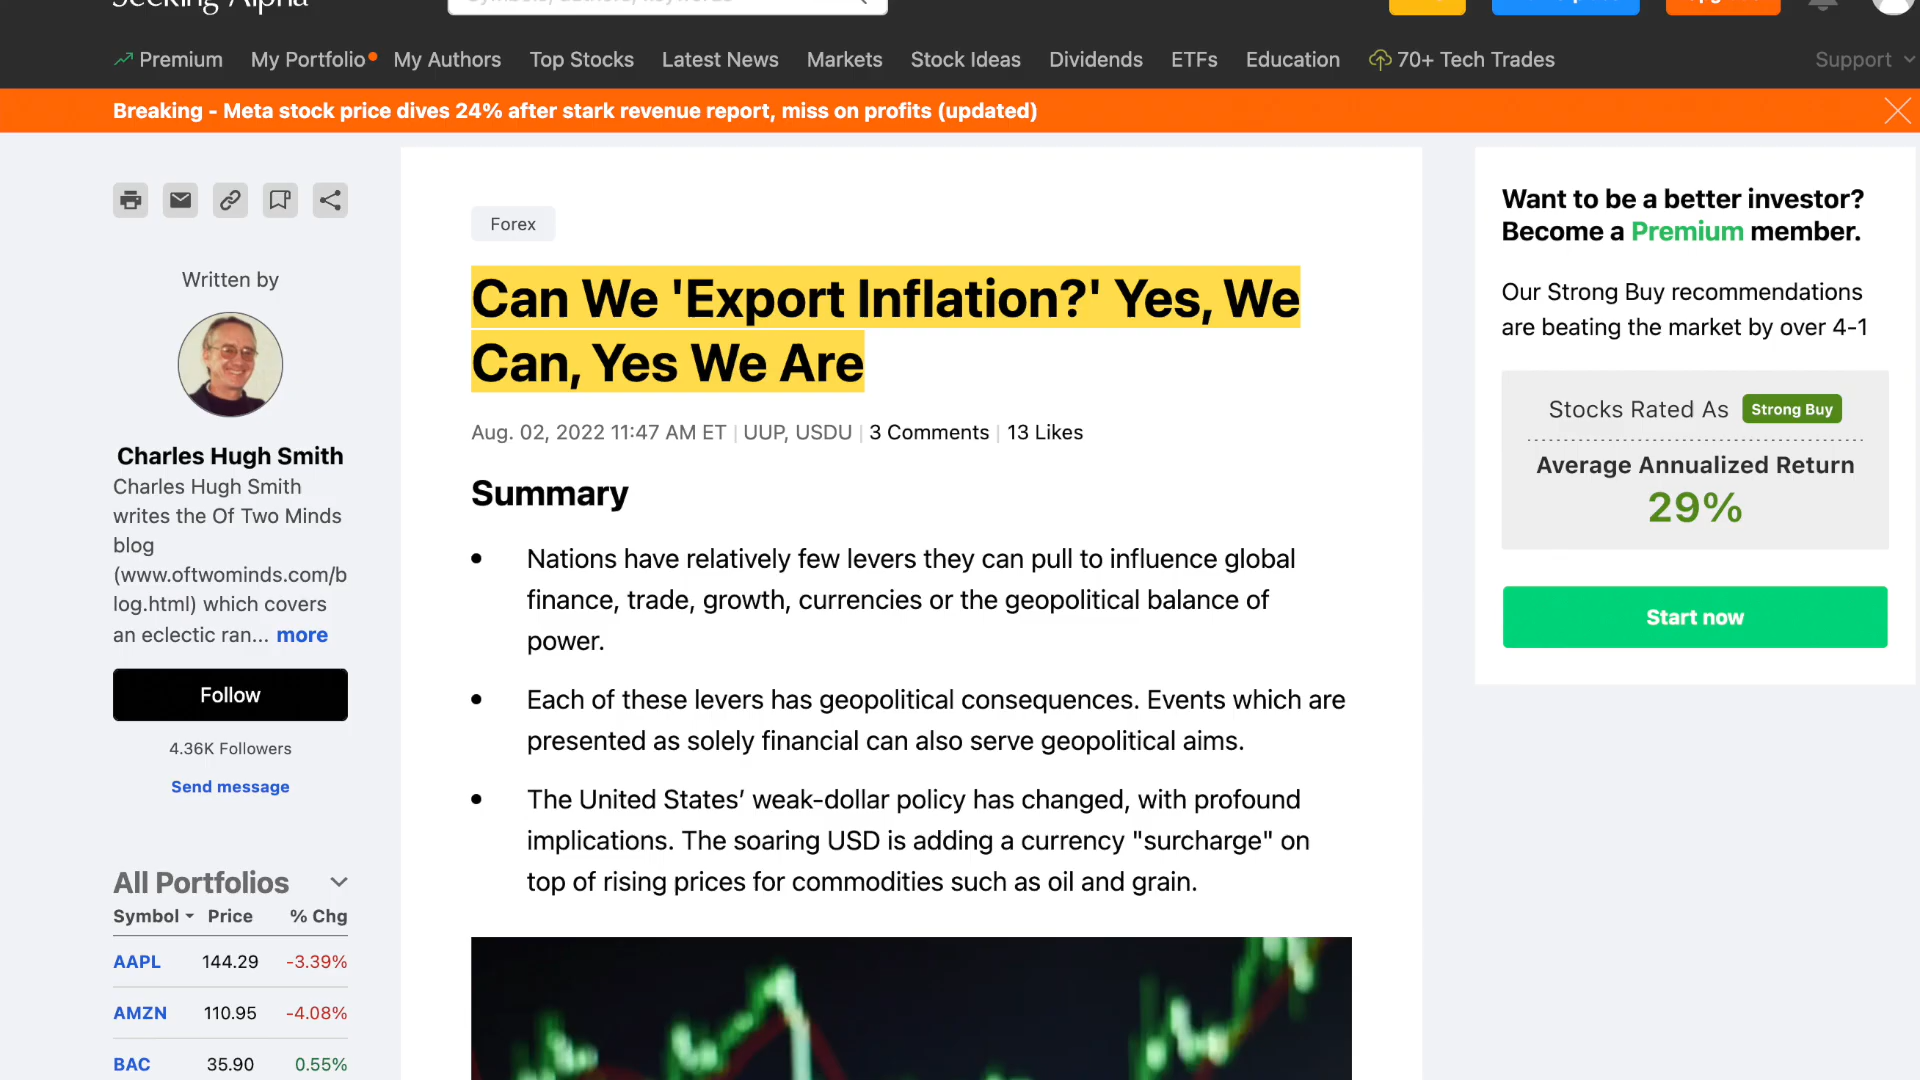 Seeking Alpha
Premium My Portfolio My Authors Top Stocks Latest News Markets Stock Ideas Dividends ETFs Education 70+ Tech Trades Support
Breaking - Meta stock price dives 24% after stark revenue report, miss on profits (updated)
Written by
Charles Hugh Smith
Charles Hugh Smith
writes the Of Two Minds
blog
(www.oftwominds.com/b
log.html) which covers
an eclectic ran... more
Follow
4.36K Followers
Send message
All Portfolios
Symbol Price % Chg
AAPL 144.29 -3.39%
AMZN 110.95 -4.08%
BAC 35.90 0.55%
Forex
Can We 'Export Inflation?' Yes, We
Can, Yes We Are
Aug. 02, 2022 11:47 AM ET | UUP, USDU | 3 Comments | 13 Likes
Summary
• Nations have relatively few levers they can pull to influence global
finance, trade, growth, currencies or the geopolitical balance of
power.
• Each of these levers has geopolitical consequences. Events which are
presented as solely financial can also serve geopolitical aims.
• The United States’ weak-dollar policy has changed, with profound
implications. The soaring USD is adding a currency "surcharge" on
top of rising prices for commodities such as oil and grain.
Want to be a better investor?
Become a Premium member.
Our Strong Buy recommendations
are beating the market by over 4-1
Stocks Rated As Strong Buy
Average Annualized Return
29%
Start now